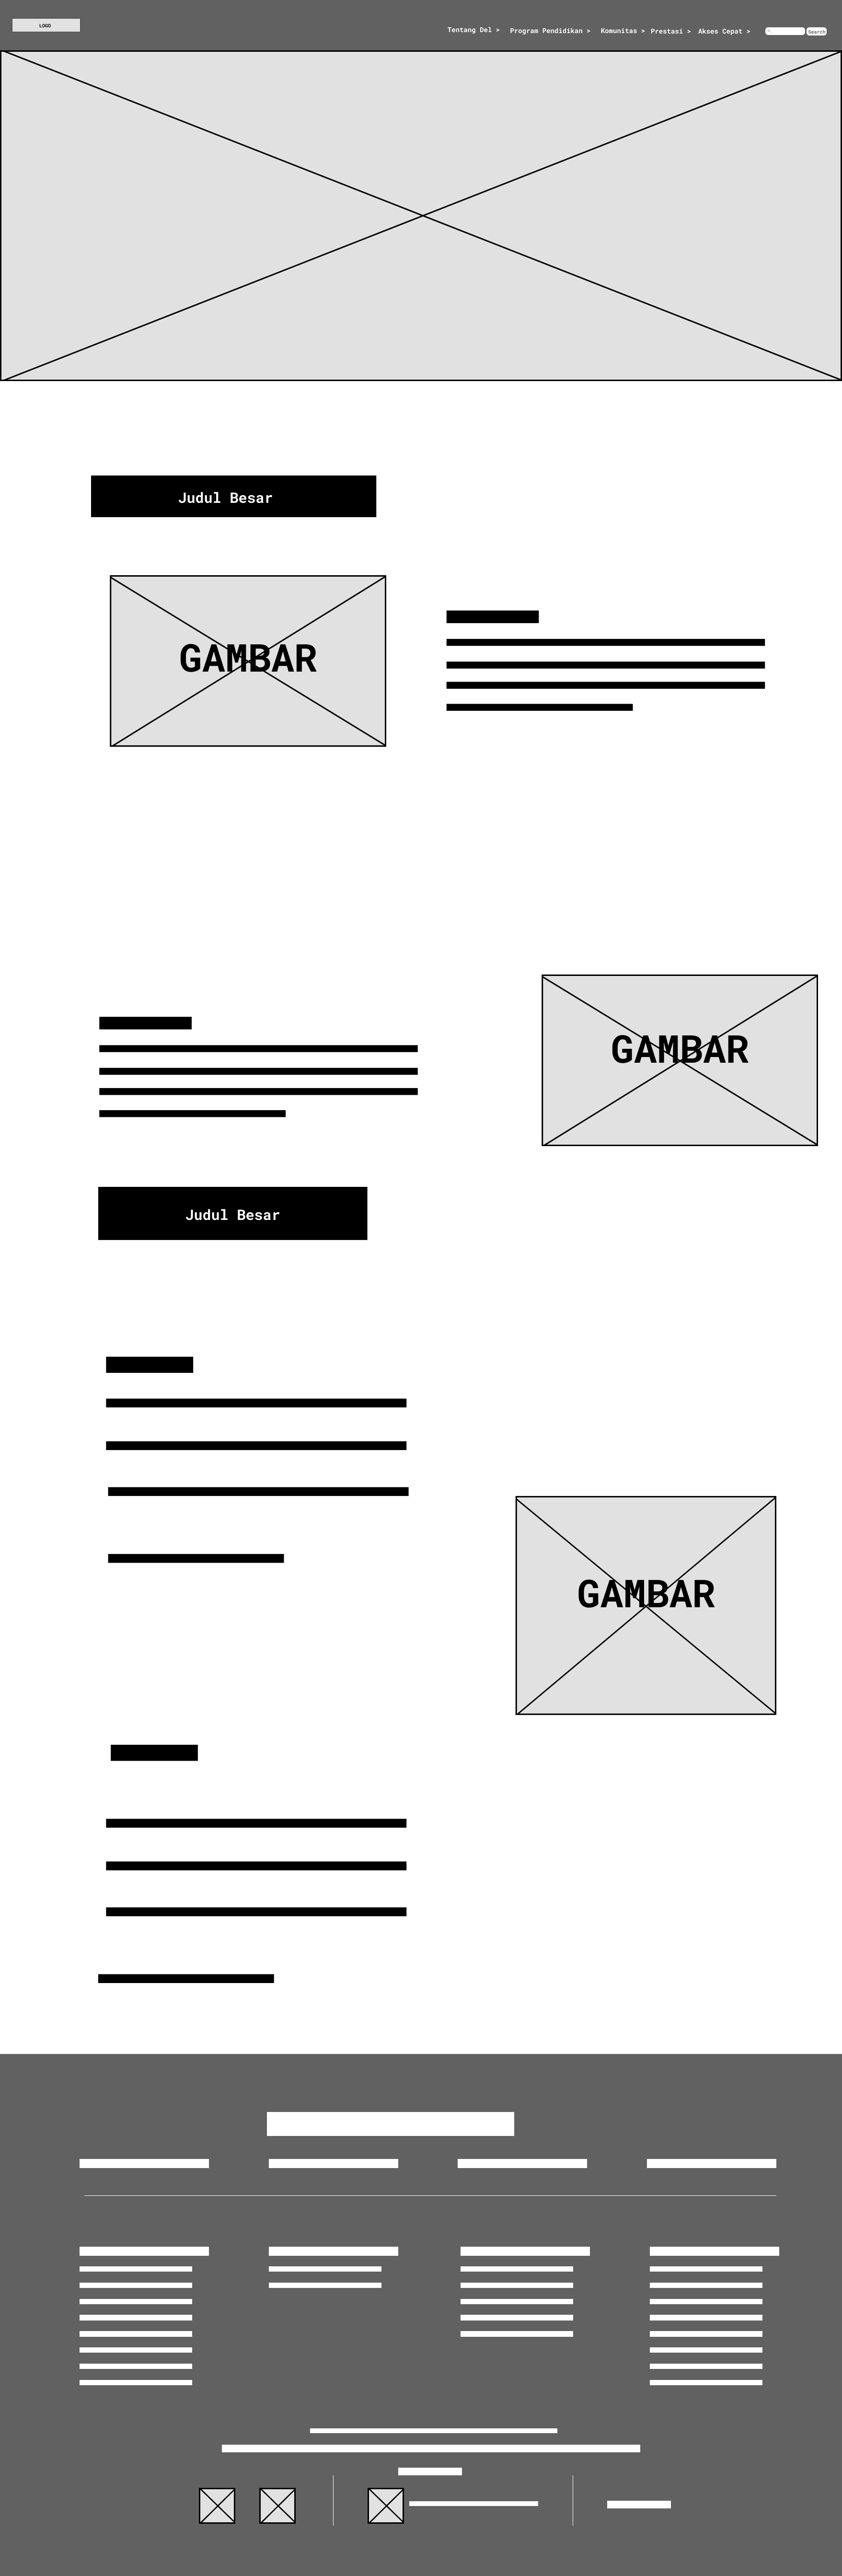 LOGO
Tentang Del >
Program Pendidikan >
Komunitas >
Prestasi >
Akses Cepat >
Search
Judul Besar
GAMBAR
GAMBAR
Judul Besar
GAMBAR